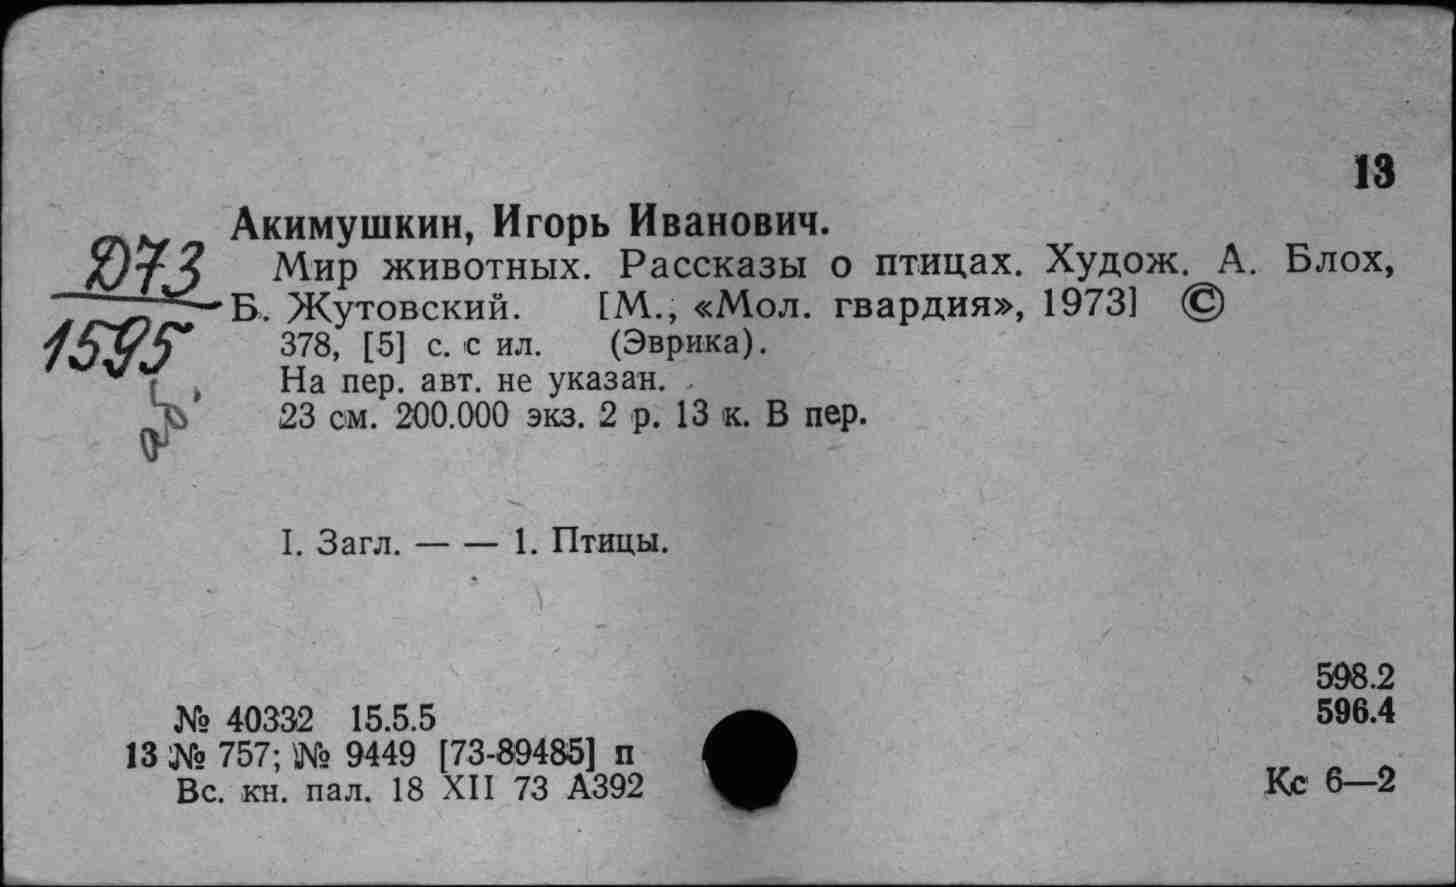 13
Акимушкин, Игорь Иванович.
Мир животных. Рассказы о птицах. Худож. А. Блох,
Б. Жутовский. [М., «Мол. гвардия», 1973] ©
378, [5] с. с ил. (Эврика).
На пер. авт. не указан.
23 см. 200.000 экз. 2 р. 13 к. В пер.
1595
I. Загл. — — 1. Птицы.
598.2
596.4
№ 40332 15.5.5
13 № 757; № 9449 [73-89485] п
Вс. кн. пал. 18 XII 73 А392
Кс 6—2